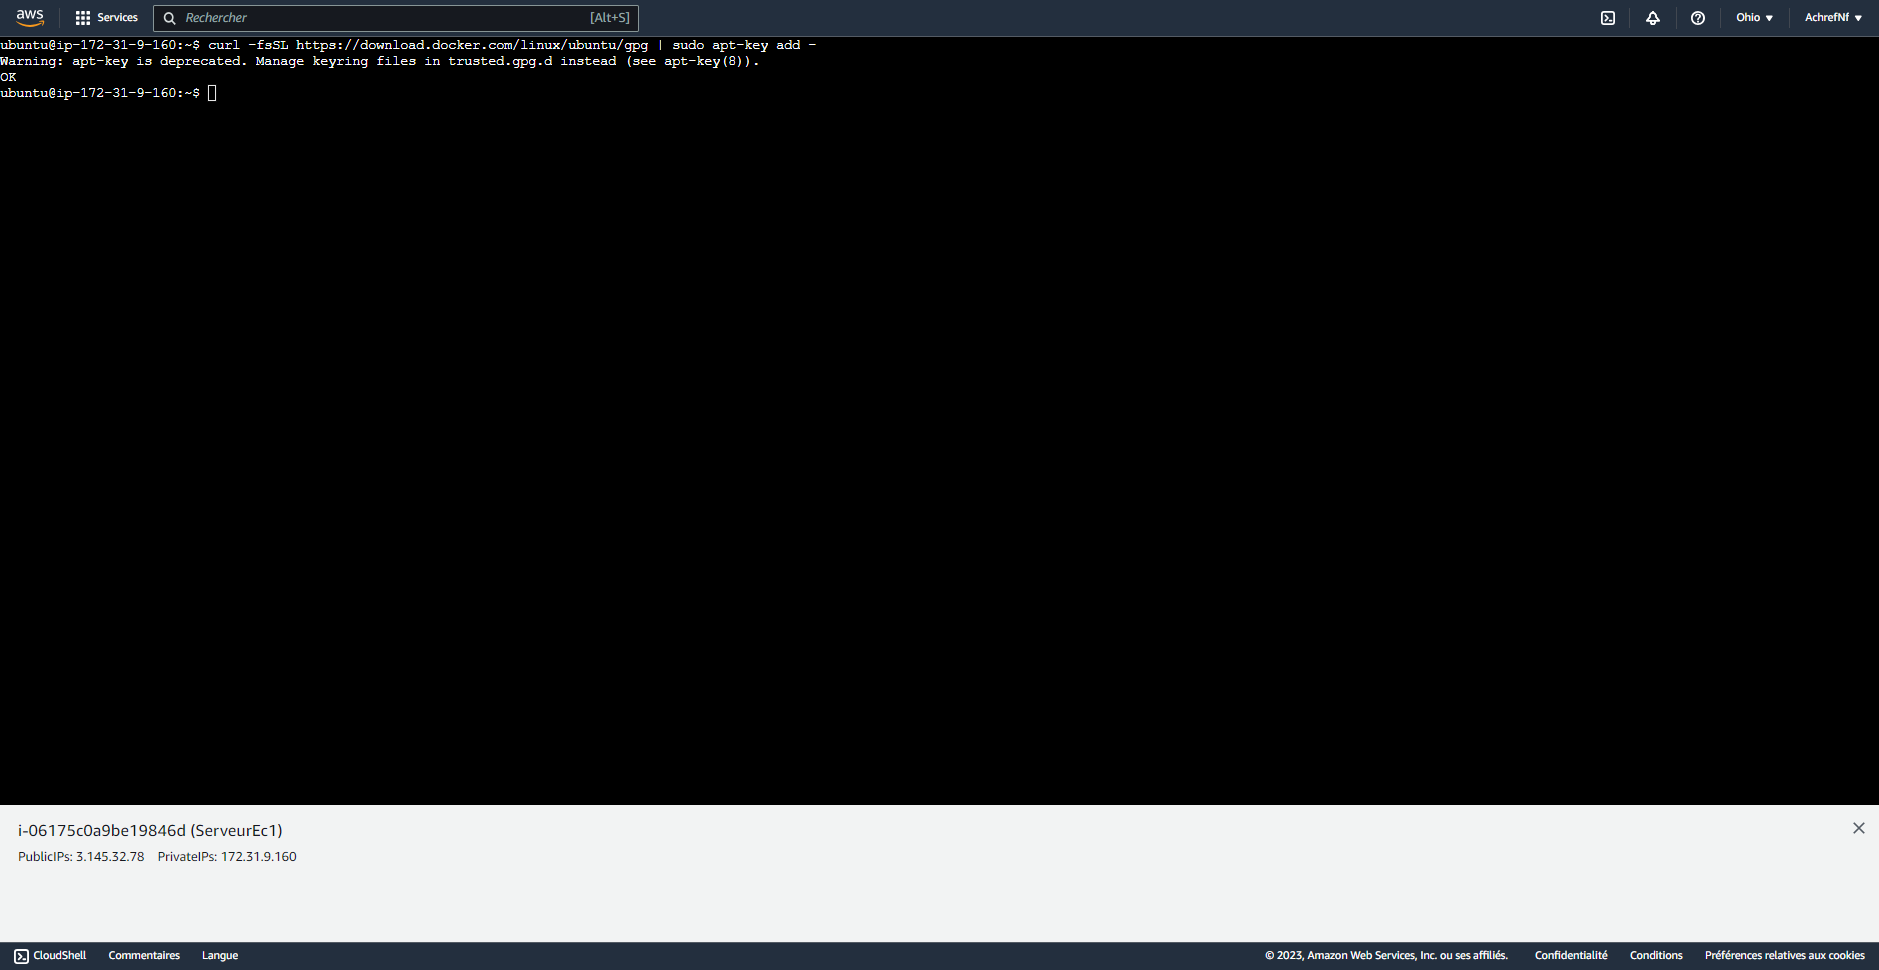 aws Services Rechercher [Alt+S] Ohio AchrefNf
ubuntu@ip-172-31-9-160:~$ curl -fsSL https://download.docker.com/linux/ubuntu/gpg | sudo apt-key add -
Warning: apt-key is deprecated. Manage keyring files in trusted.gpg.d instead (see apt-key(8)).
OK
ubuntu@ip-172-31-9-160:~$
i-06175c0a9be19846d (ServeurEc1)
PublicIPs: 3.145.32.78 PrivateIPs: 172.31.9.160
CloudShell Commentaires Langue © 2023, Amazon Web Services, Inc. ou ses affiliés. Confidentialité Conditions Préférences relatives aux cookies